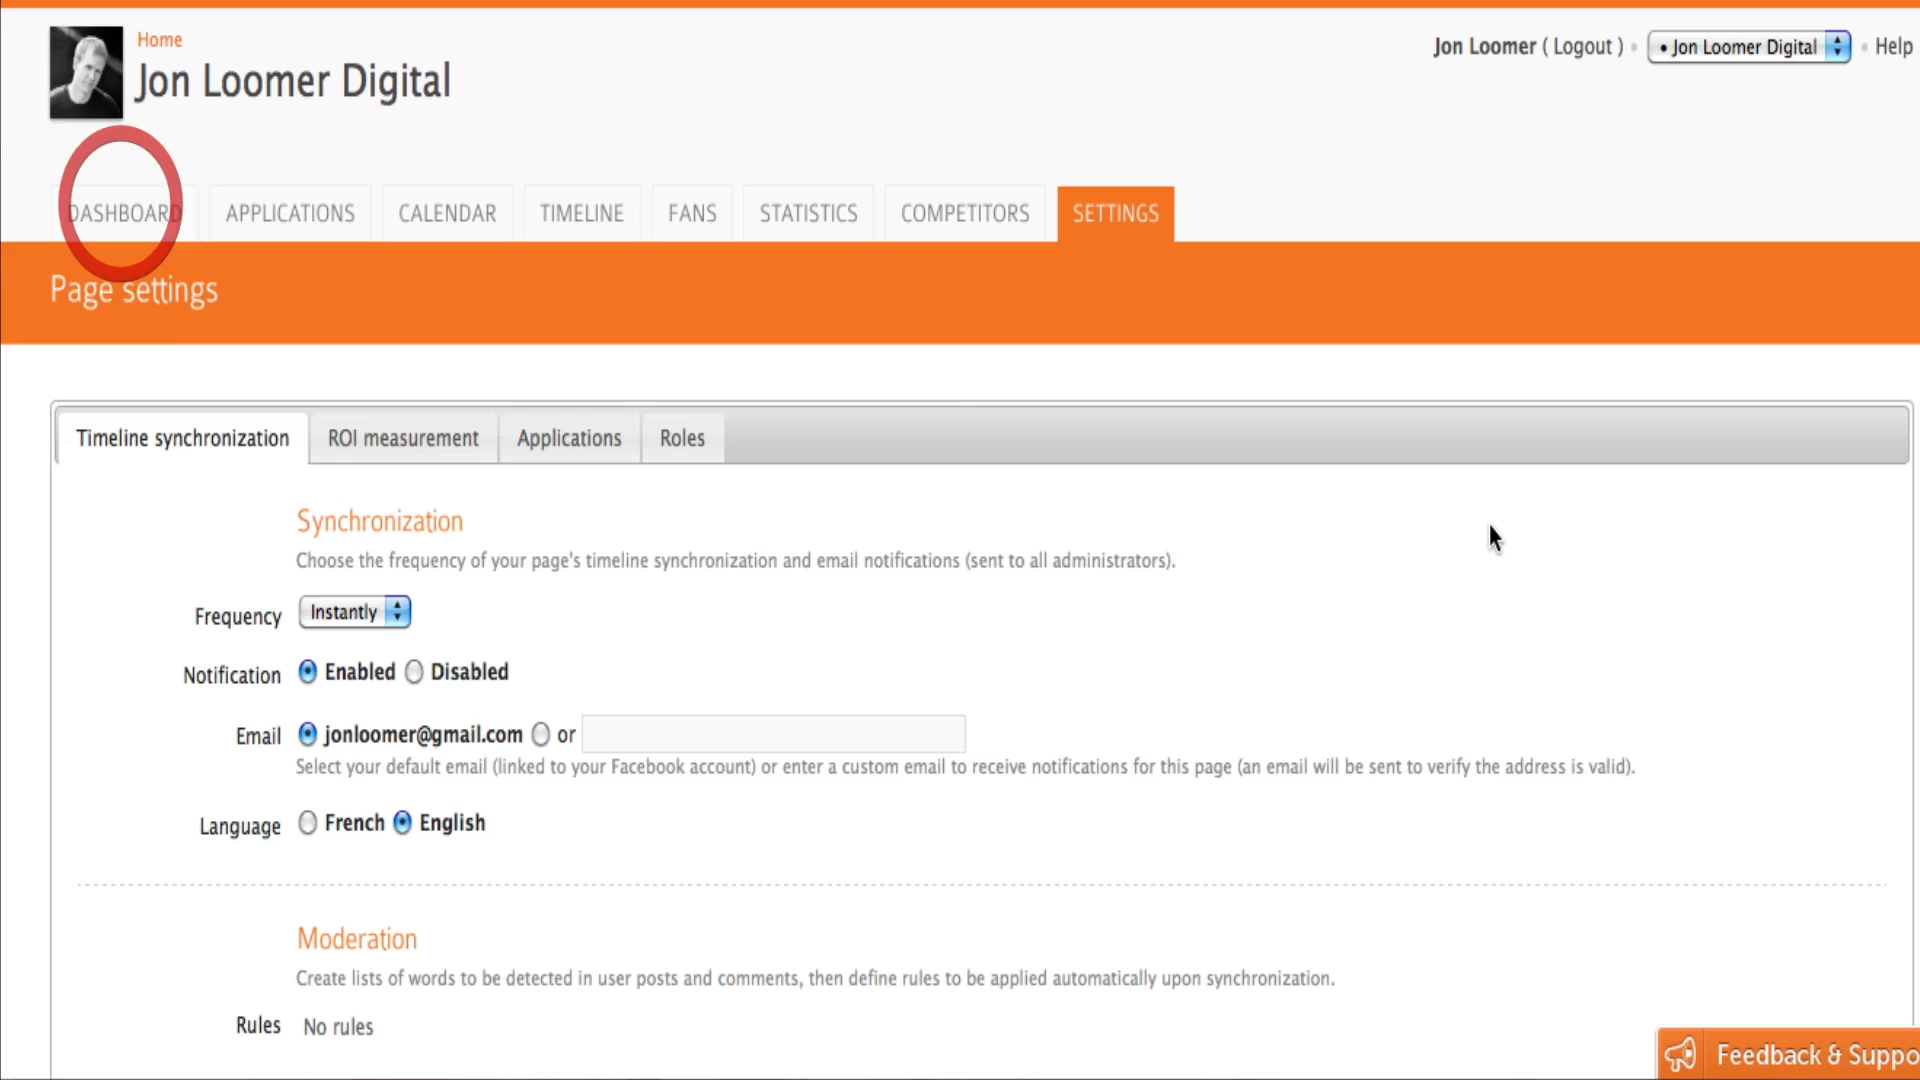 Home
Jon Loomer Digital
Jon Loomer ( Logout ) • Jon Loomer Digital Help
DASHBOARD APPLICATIONS CALENDAR TIMELINE FANS STATISTICS COMPETITORS SETTINGS
Page settings
Timeline synchronization ROI measurement Applications Roles
Synchronization
Choose the frequency of your page's timeline synchronization and email notifications (sent to all administrators).
Frequency Instantly
Notification Enabled Disabled
Email jonloomer@gmail.com or
Select your default email (linked to your Facebook account) or enter a custom email to receive notifications for this page (an email will be sent to verify the address is valid).
Language French English
Moderation
Create lists of words to be detected in user posts and comments, then define rules to be applied automatically upon synchronization.
Rules No rules
Feedback & Suppo